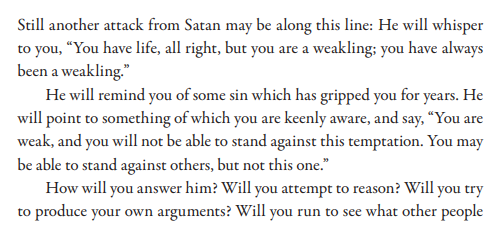 Still another attack from Satan may be along this line: He will whisper
to you, “You have life, all right, but you are a weakling; you have always
been a weakling.”
He will remind you of some sin which has gripped you for years. He
will point to something of which you are keenly aware, and say, “You are
weak, and you will not be able to stand against this temptation. You may
be able to stand against others, but not this one.”
How will you answer him? Will you attempt to reason? Will you try
to produce your own arguments? Will you run to see what other people